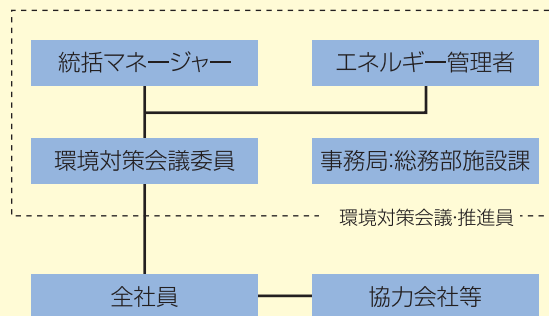 統括マネージャー
エネルギー管理者
環境対策会議委員
事務局:総務部施設課
環境対策会議·推進員
全社員
協力会社等